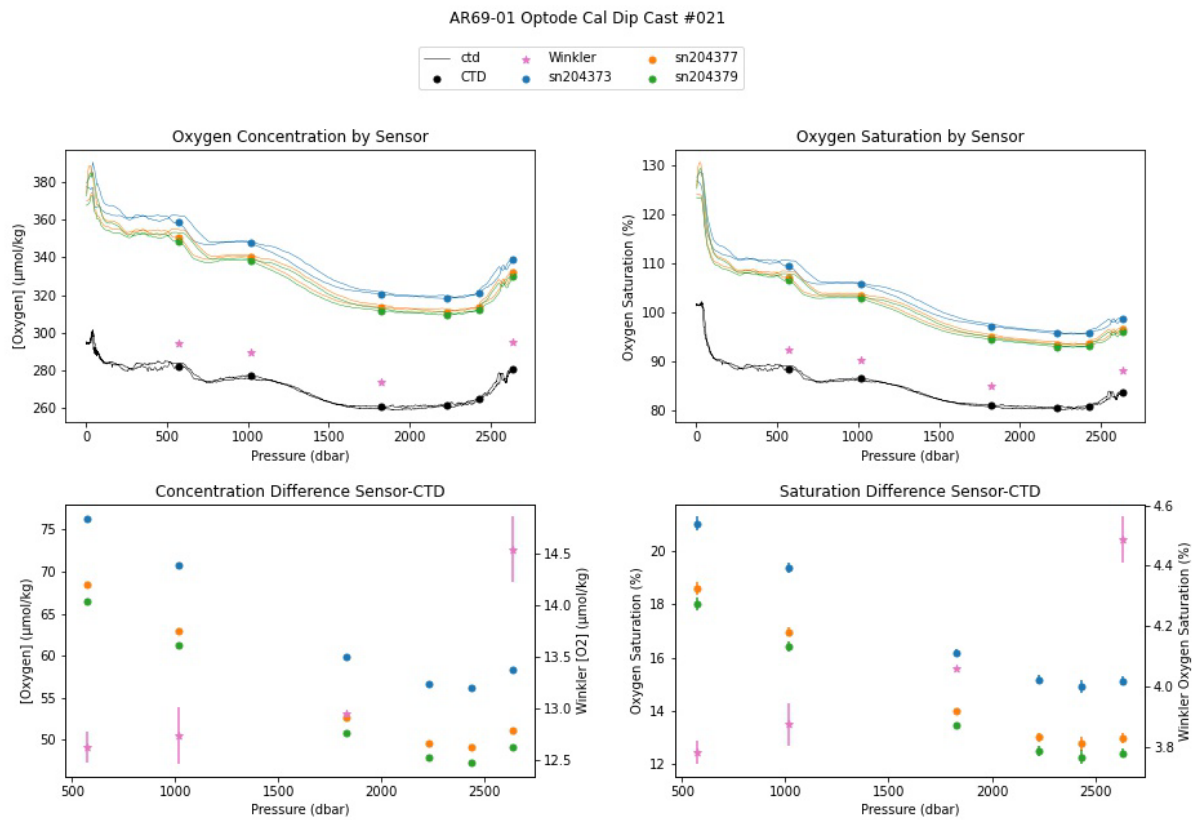 AR69-01 Optode Cal Dip Cast #021
ctd
Winkler
sn204377
CTD
sn204373
sn204379
Oxygen Concentration by Sensor
[Oxygen] (μmol/kg)
380
360
340
320
300
280
260
0
500
1000
1500
2000
2500
Pressure (dbar)
Oxygen Saturation by Sensor
Oxygen Saturation (%)
130
120
110
100
90
80
0
500
1000
1500
2000
2500
Pressure (dbar)
Concentration Difference Sensor-CTD
[Oxygen] (μmol/kg)
75
70
65
60
55
50
14.5
14.0
13.5
13.0
12.5
Winkler [O2] (μmol/kg)
500
1000
1500
2000
2500
Pressure (dbar)
Saturation Difference Sensor-CTD
Oxygen Saturation (%)
20
18
16
14
12
4.6
4.4
4.2
4.0
3.8
Winkler Oxygen Saturation (%)
500
1000
1500
2000
2500
Pressure (dbar)